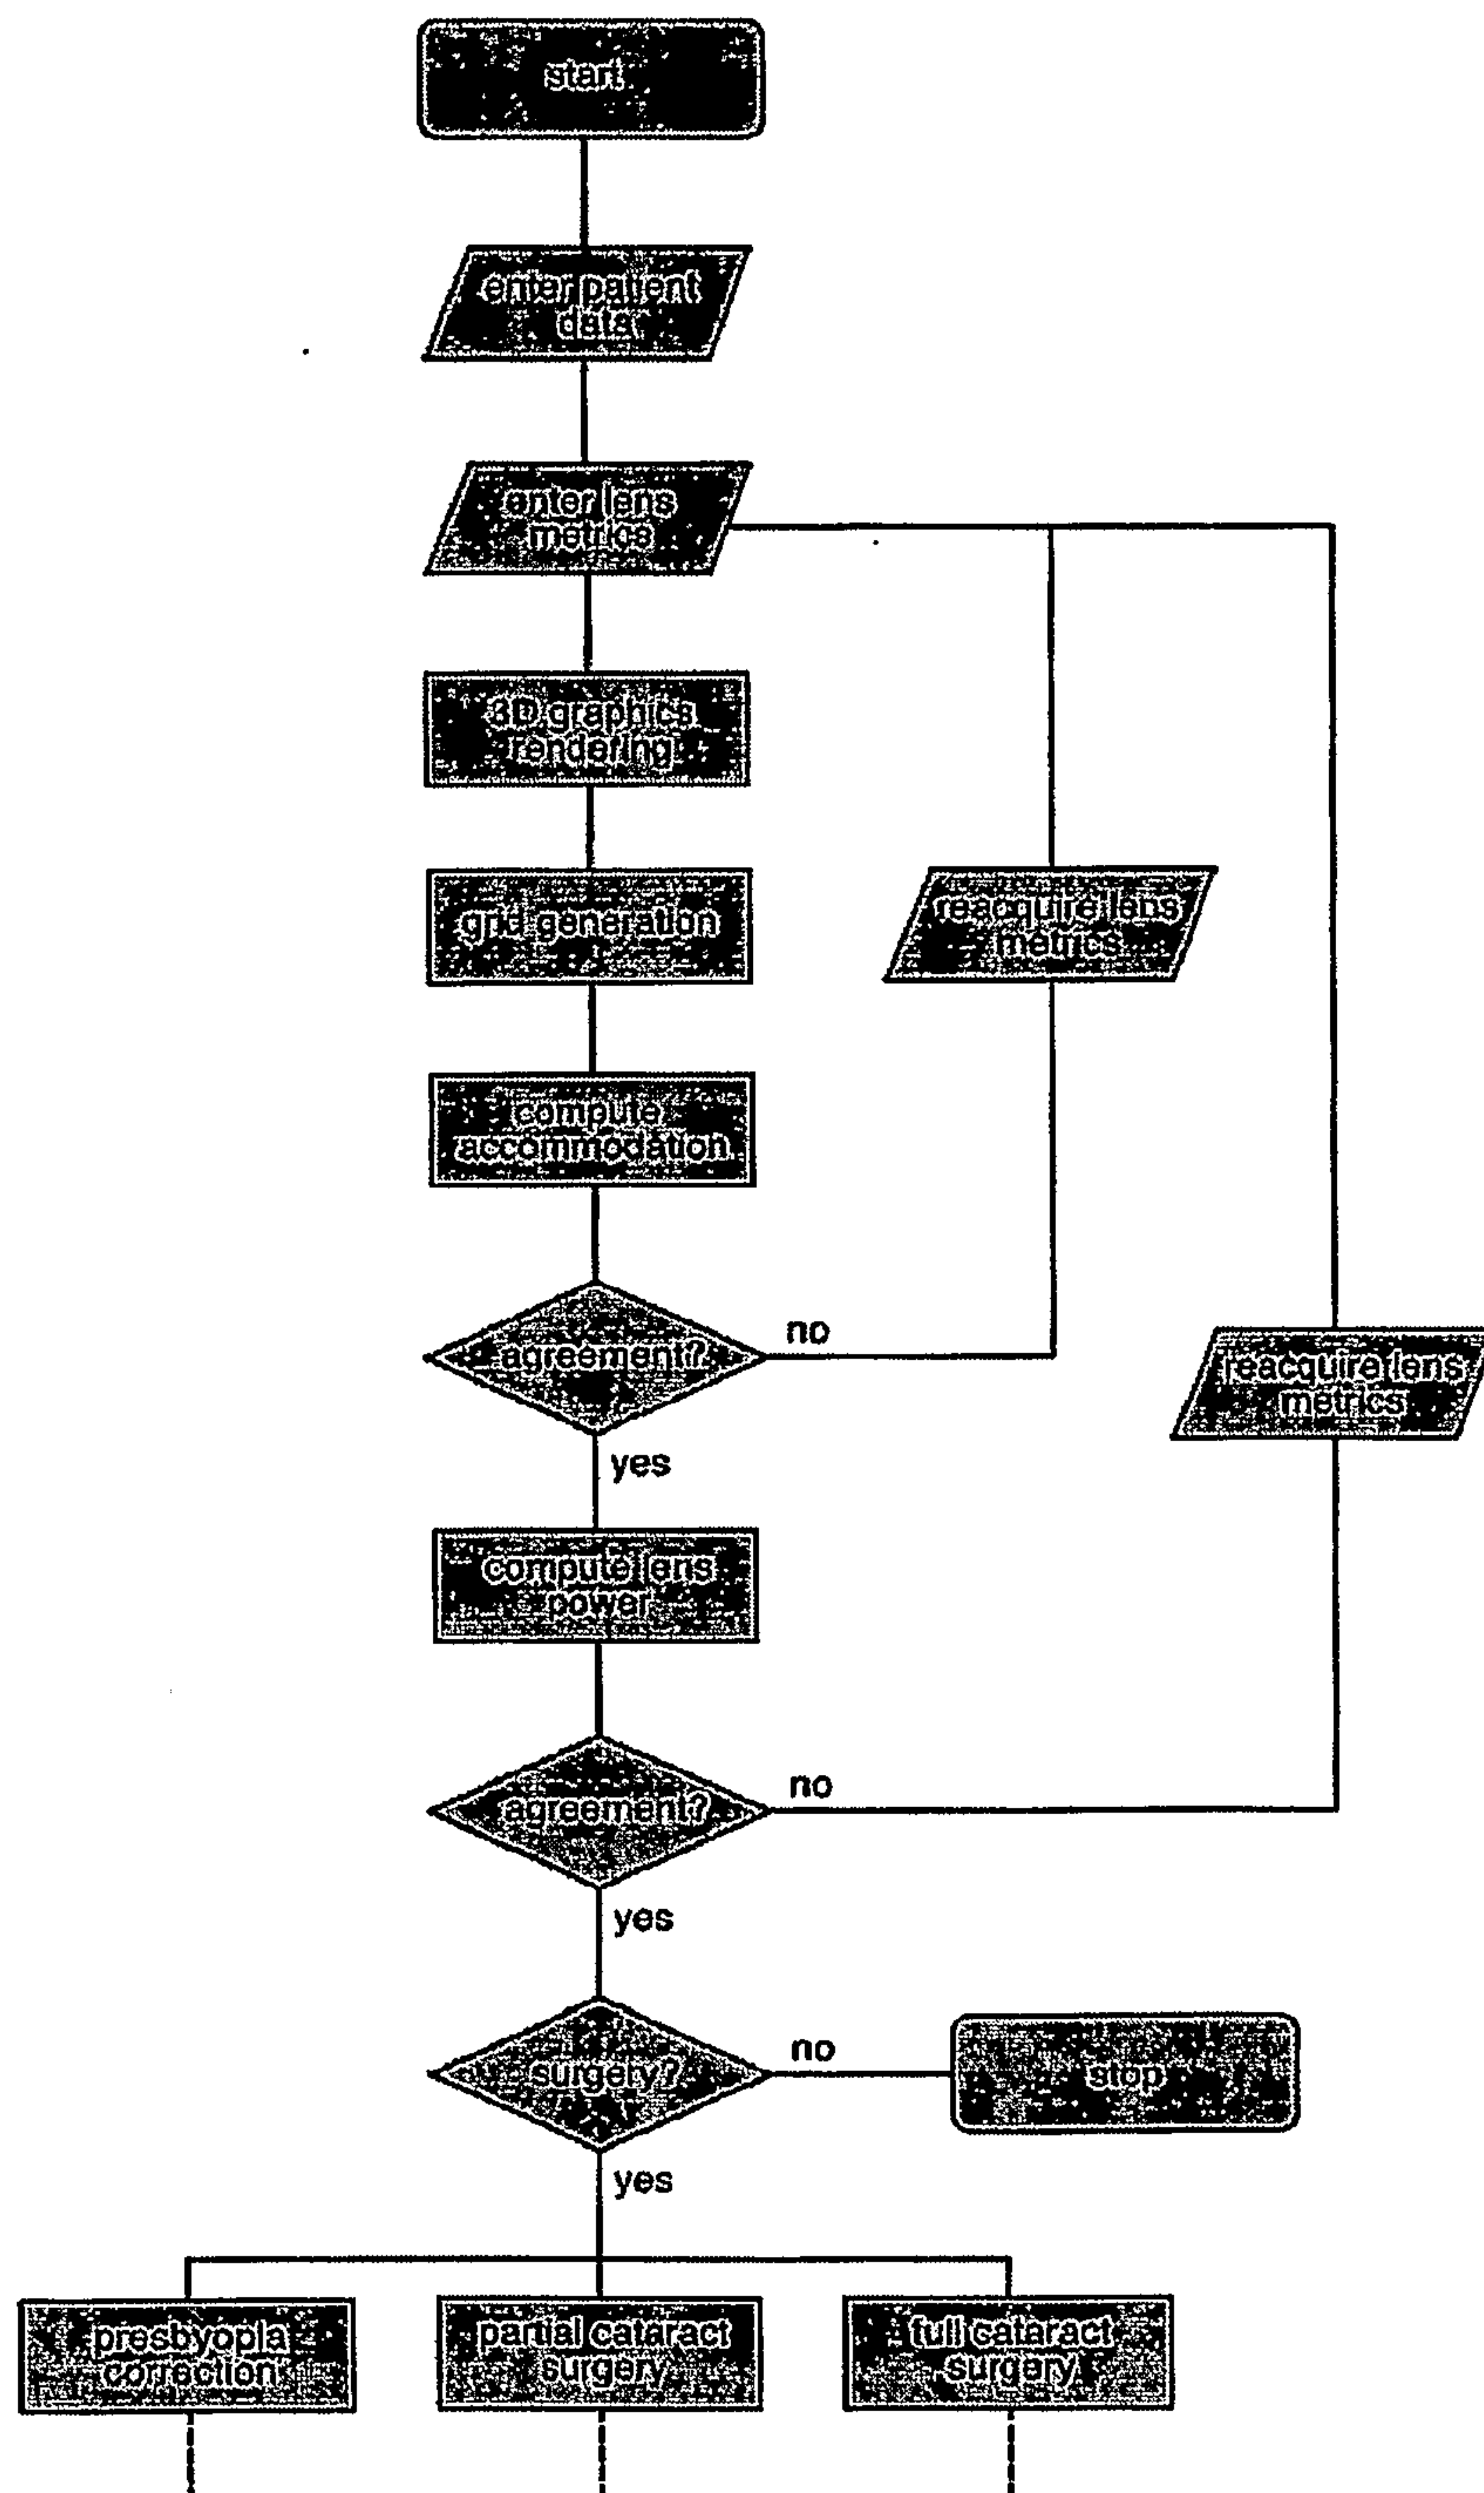 start
enter patient
data
enter lens
metrics
3D graphics
rendering
grid generation
reacquire lens
metrics
compute
accommodation
agreement?
no
reacquire lens
metrics
yes
compute lens
power
agreement?
no
yes
surgery?
no
stop
yes
presbyopia
correction
partial cataract
surgery
full cataract
surgery